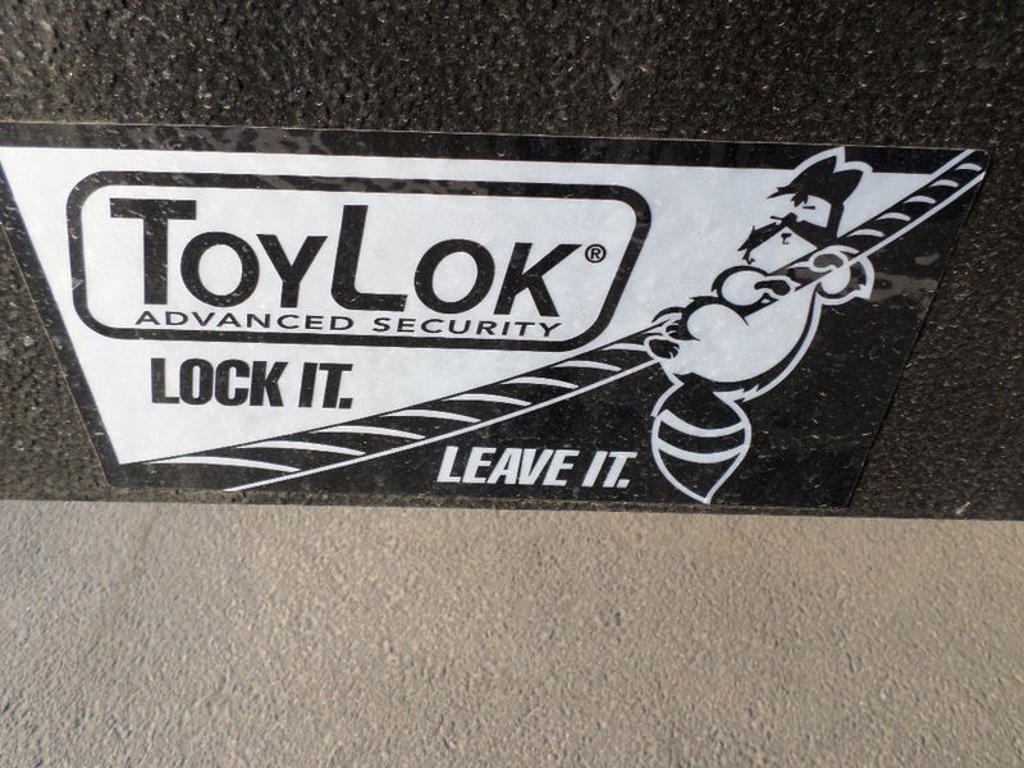 TOYLOK®
ADVANCED SECURITY
LOCK IT.
LEAVE IT.